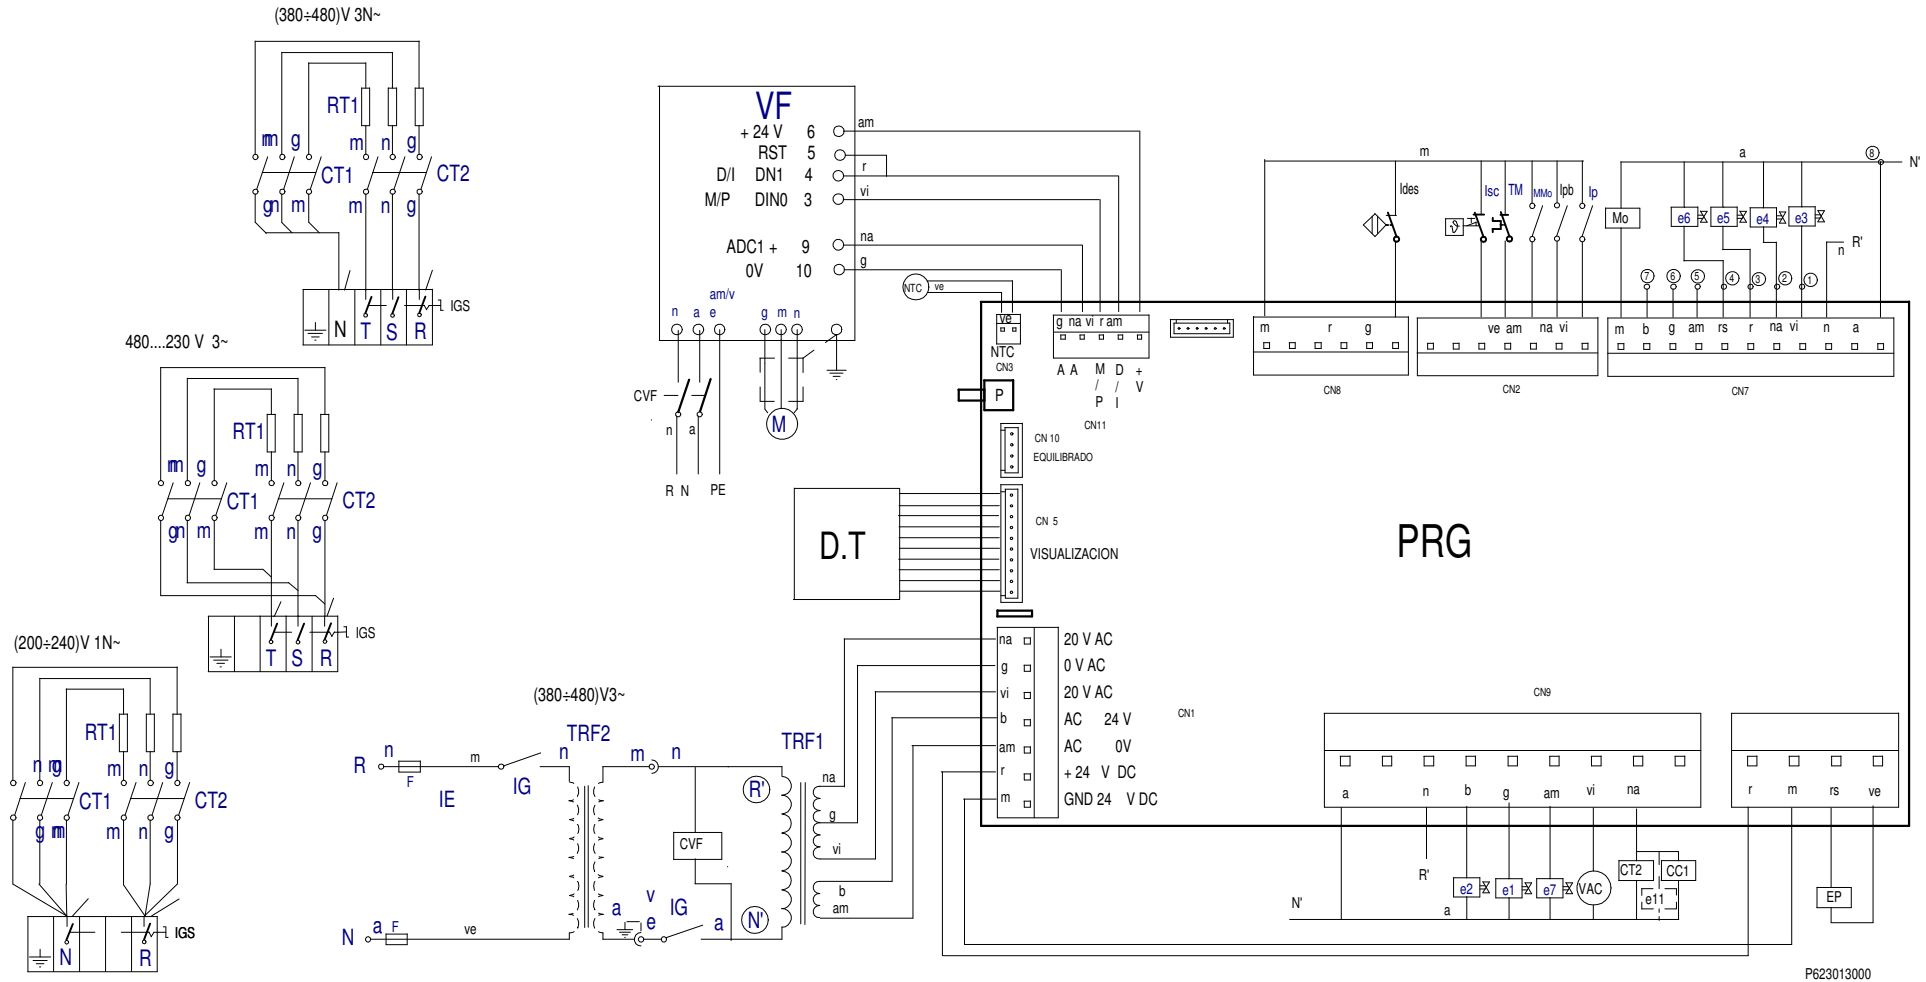 (380÷480)V 3N~
RT1
m n g m n g
CT1 CT2
g n m m n g
N T S R
IGS
480....230 V 3~
RT1
m n g m n g
CT1 CT2
g n m m n g
T S R
IGS
(200÷240)V 1N~
RT1
n m g m n g
CT1 CT2
g n m m n g
N R
IGS
VF
+ 24 V 6 am
RST 5
D/I DN1 4 r
M/P DIN0 3 vi
ADC1 + 9 na
0V 10 g
am/v
n a e g m n
CVF
n a
M
R N PE
NTC ve
ve
NTC
CN3
g na vi r am
A A M/P D/I +V
CN11
P
CN 10
EQUILIBRADO
D.T
CN 5
VISUALIZACION
PRG
m
Ides
Isc TM MMo Ipb Ip
m r g
CN8
ve am na vi
CN2
a 8 N'
Mo e6 e5 e4 e3
R'
n
7 6 5 4 3 2 1
m b g am rs r na vi n a
CN7
na 20 V AC
g 0 V AC
vi 20 V AC
b AC 24 V
am AC 0V
r + 24 V DC
m GND 24 V DC
CN1
(380÷480)V3~
TRF2 TRF1
R n F m n m n
IE IG
R'
CVF
N'
na
g
vi
b
am
N a F ve a v e IG a
CN9
a n b g am vi na
r m rs ve
R'
e2 e1 e7 VAC CT2 CC1
e11
EP
N' a
P623013000